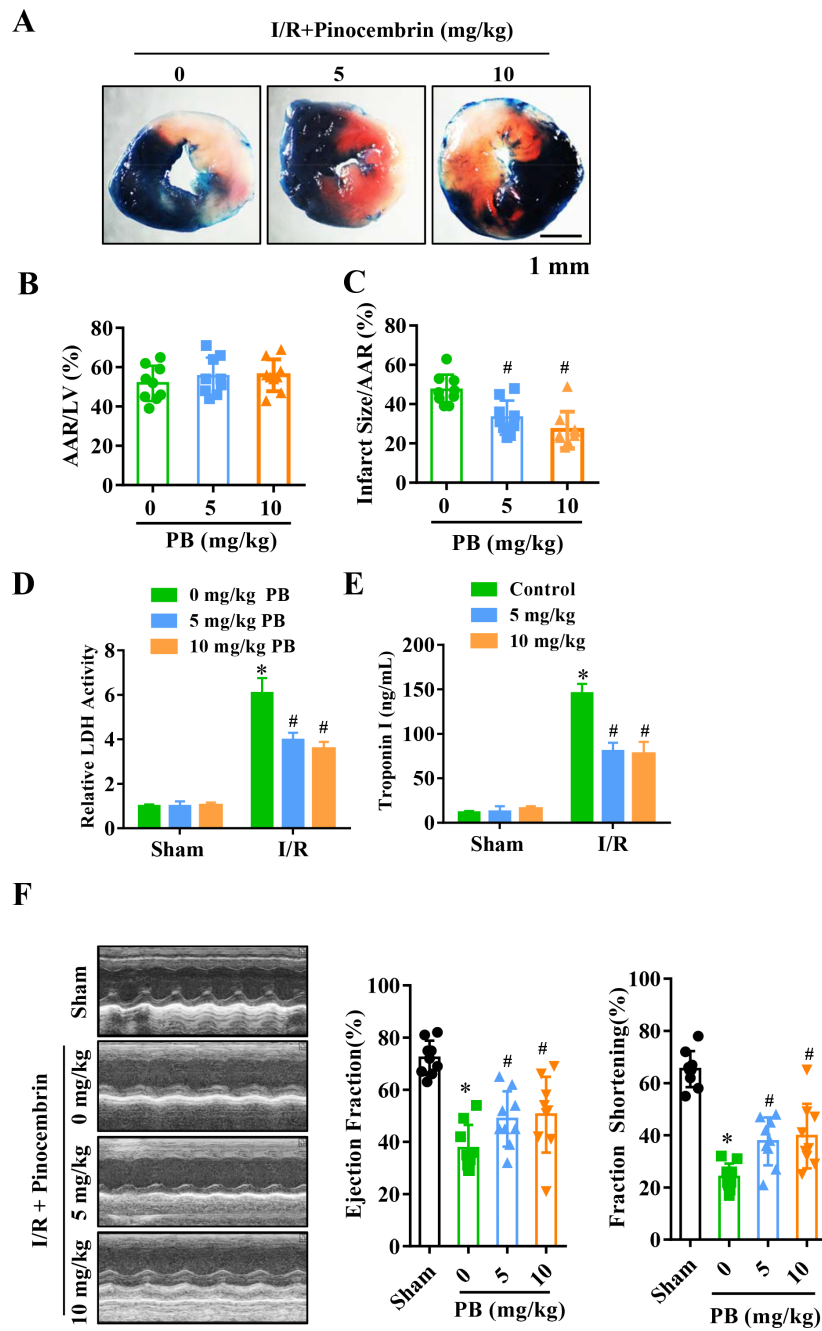 A
I/R+Pinocembrin (mg/kg)
0 5 10
1 mm
B
AAR/LV (%)
80
60
40
20
0
0 5 10
PB (mg/kg)
C
Infarct Size/AAR (%)
80
60
40
20
0
# #
0 5 10
PB (mg/kg)
D
0 mg/kg PB
5 mg/kg PB
10 mg/kg PB
Relative LDH Activity
8
6
4
2
0
* # #
Sham I/R
E
Control
5 mg/kg
10 mg/kg
Troponin I (ng/mL)
200
150
100
50
0
* # #
Sham I/R
F
I/R + Pinocembrin
Sham
0 mg/kg
5 mg/kg
10 mg/kg
Ejection Fraction(%)
100
80
60
40
20
0
* # #
Sham 0 5 10
PB (mg/kg)
Fraction Shortening(%)
100
80
60
40
20
0
* # #
Sham 0 5 10
PB (mg/kg)